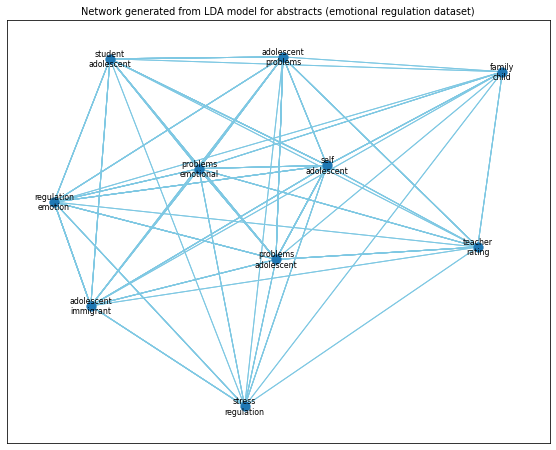 Network generated from LDA model for abstracts (emotional regulation dataset)
student
adolescent
adolescent
problems
family
child
problems
emotional
self
adolescent
regulation
emotion
teacher
rating
problems
adolescent
adolescent
immigrant
stress
regulation